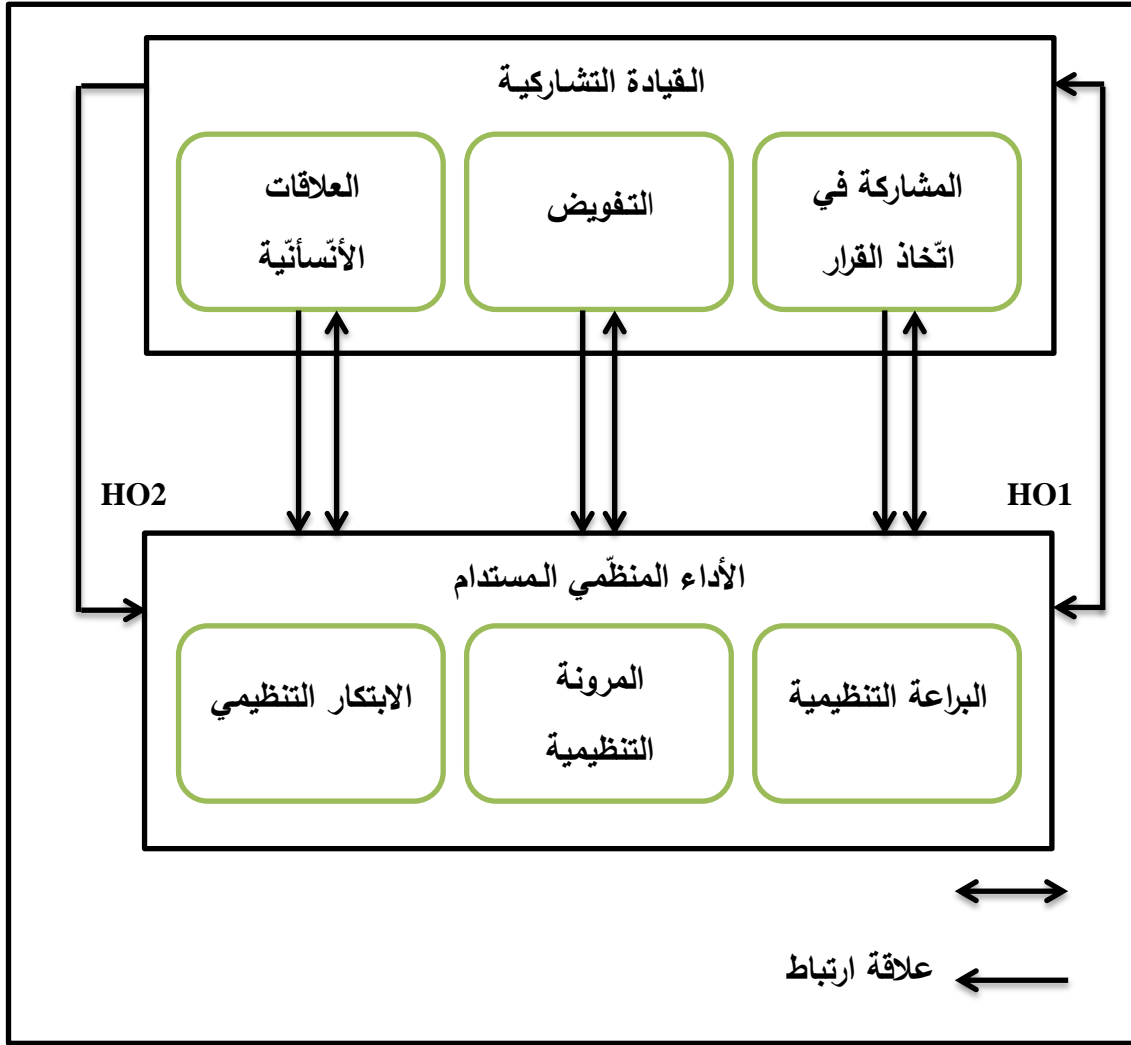 القيادة التشاركية
المشاركة في
اتّخاذ القرار
التفويض
العلاقات
الأنّسأنّية
HO1
HO2
الأداء المنظّمي المستدام
البراعة التنظيمية
المرونة
التنظيمية
الابتكار التنظيمي
علاقة ارتباط